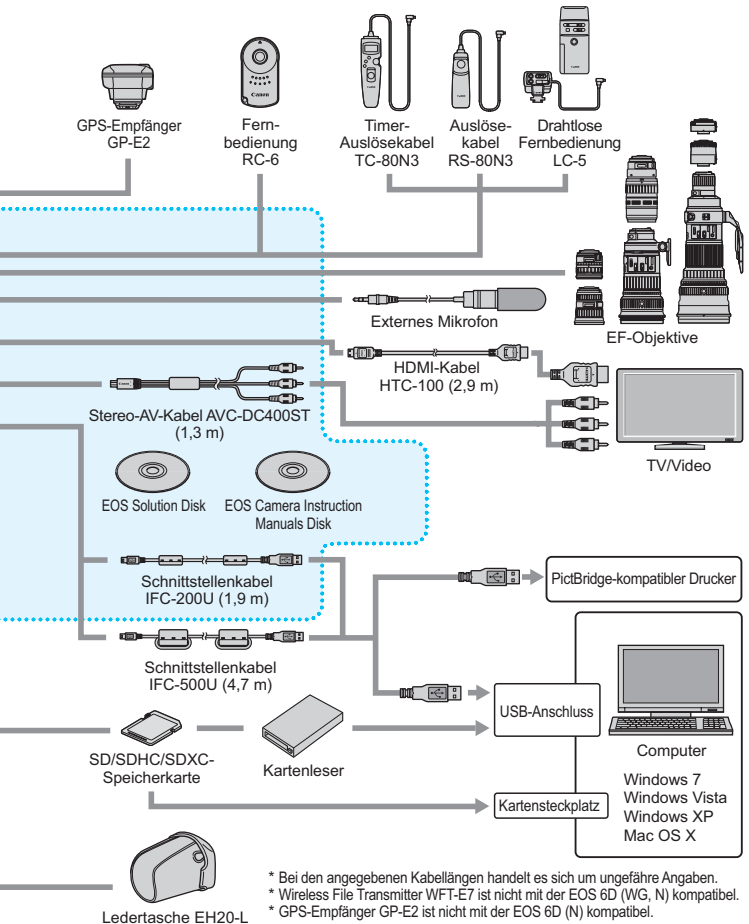 GPS-Empfänger
GP-E2
Fern-
bedienung
RC-6
Timer-
Auslösekabel
TC-80N3
Auslöse-
kabel
RS-80N3
Drahtlose
Fernbedienung
LC-5
Externes Mikrofon
EF-Objektive
HDMI-Kabel
HTC-100 (2,9 m)
Stereo-AV-Kabel AVC-DC400ST
(1,3 m)
TV/Video
EOS Solution Disk
EOS Camera Instruction
Manuals Disk
Schnittstellenkabel
IFC-200U (1,9 m)
PictBridge-kompatibler Drucker
Schnittstellenkabel
IFC-500U (4,7 m)
USB-Anschluss
Computer
Windows 7
Windows Vista
Windows XP
Mac OS X
SD/SDHC/SDXC-
Speicherkarte
Kartenleser
Kartensteckplatz
Ledertasche EH20-L
* Bei den angegebenen Kabellängen handelt es sich um ungefähre Angaben.
* Wireless File Transmitter WFT-E7 ist nicht mit der EOS 6D (WG, N) kompatibel.
* GPS-Empfänger GP-E2 ist nicht mit der EOS 6D (N) kompatibel.
Canon